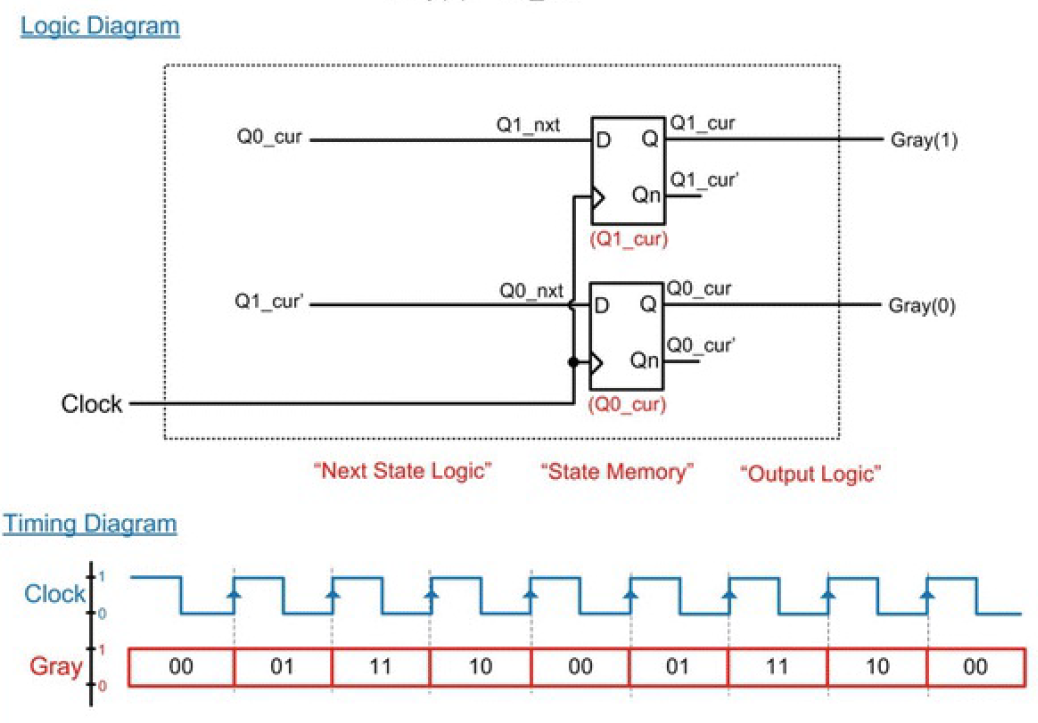 Logic Diagram
Q0_cur
Q1_nxt
D
Q
Q1_cur
Gray(1)
Qn
Q1_cur'
(Q1_cur)
Q1_cur'
Q0_nxt
D
Q
Q0_cur
Gray(0)
Qn
Q0_cur'
(Q0_cur)
Clock
“Next State Logic” “State Memory” “Output Logic”
Timing Diagram
Clock
1
0
Gray
1
0
00 01 11 10 00 01 11 10 00